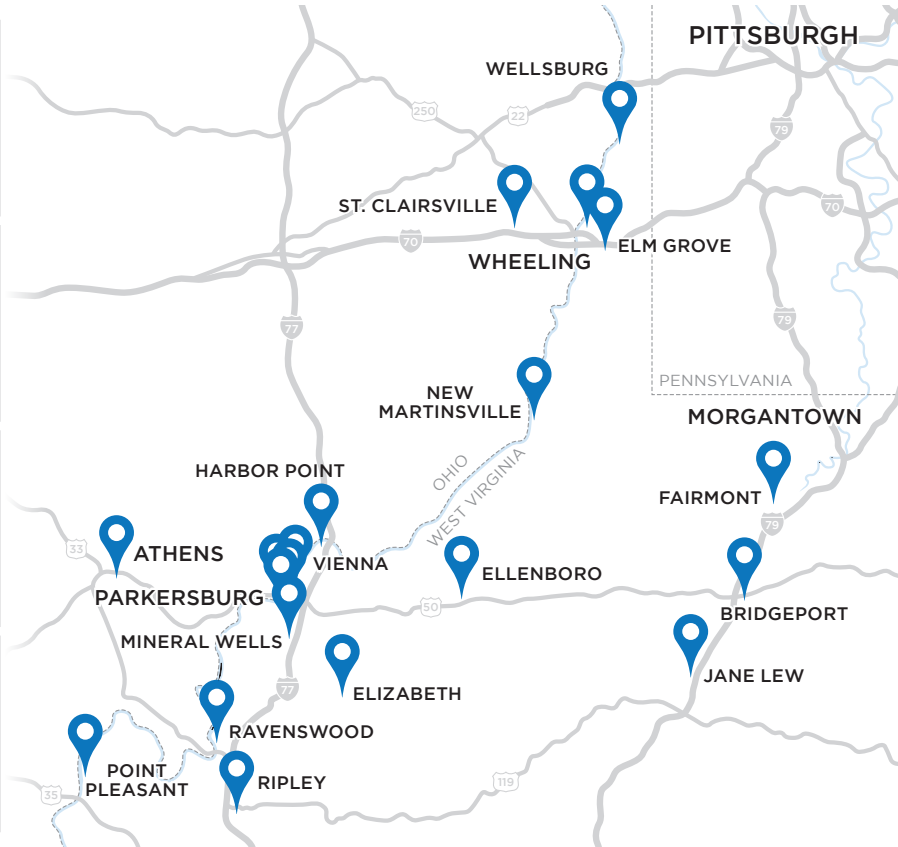 PITTSBURGH
WELLSBURG
250
22
79
ST. CLAIRSVILLE
70
70
ELM GROVE
WHEELING
77
79
PENNSYLVANIA
NEW
MARTINSVILLE
MORGANTOWN
OHIO
WEST VIRGINIA
HARBOR POINT
FAIRMONT
79
33
ATHENS
VIENNA
ELLENBORO
PARKERSBURG
50
BRIDGEPORT
MINERAL WELLS
JANE LEW
77
ELIZABETH
RAVENSWOOD
POINT
PLEASANT
RIPLEY
119
35